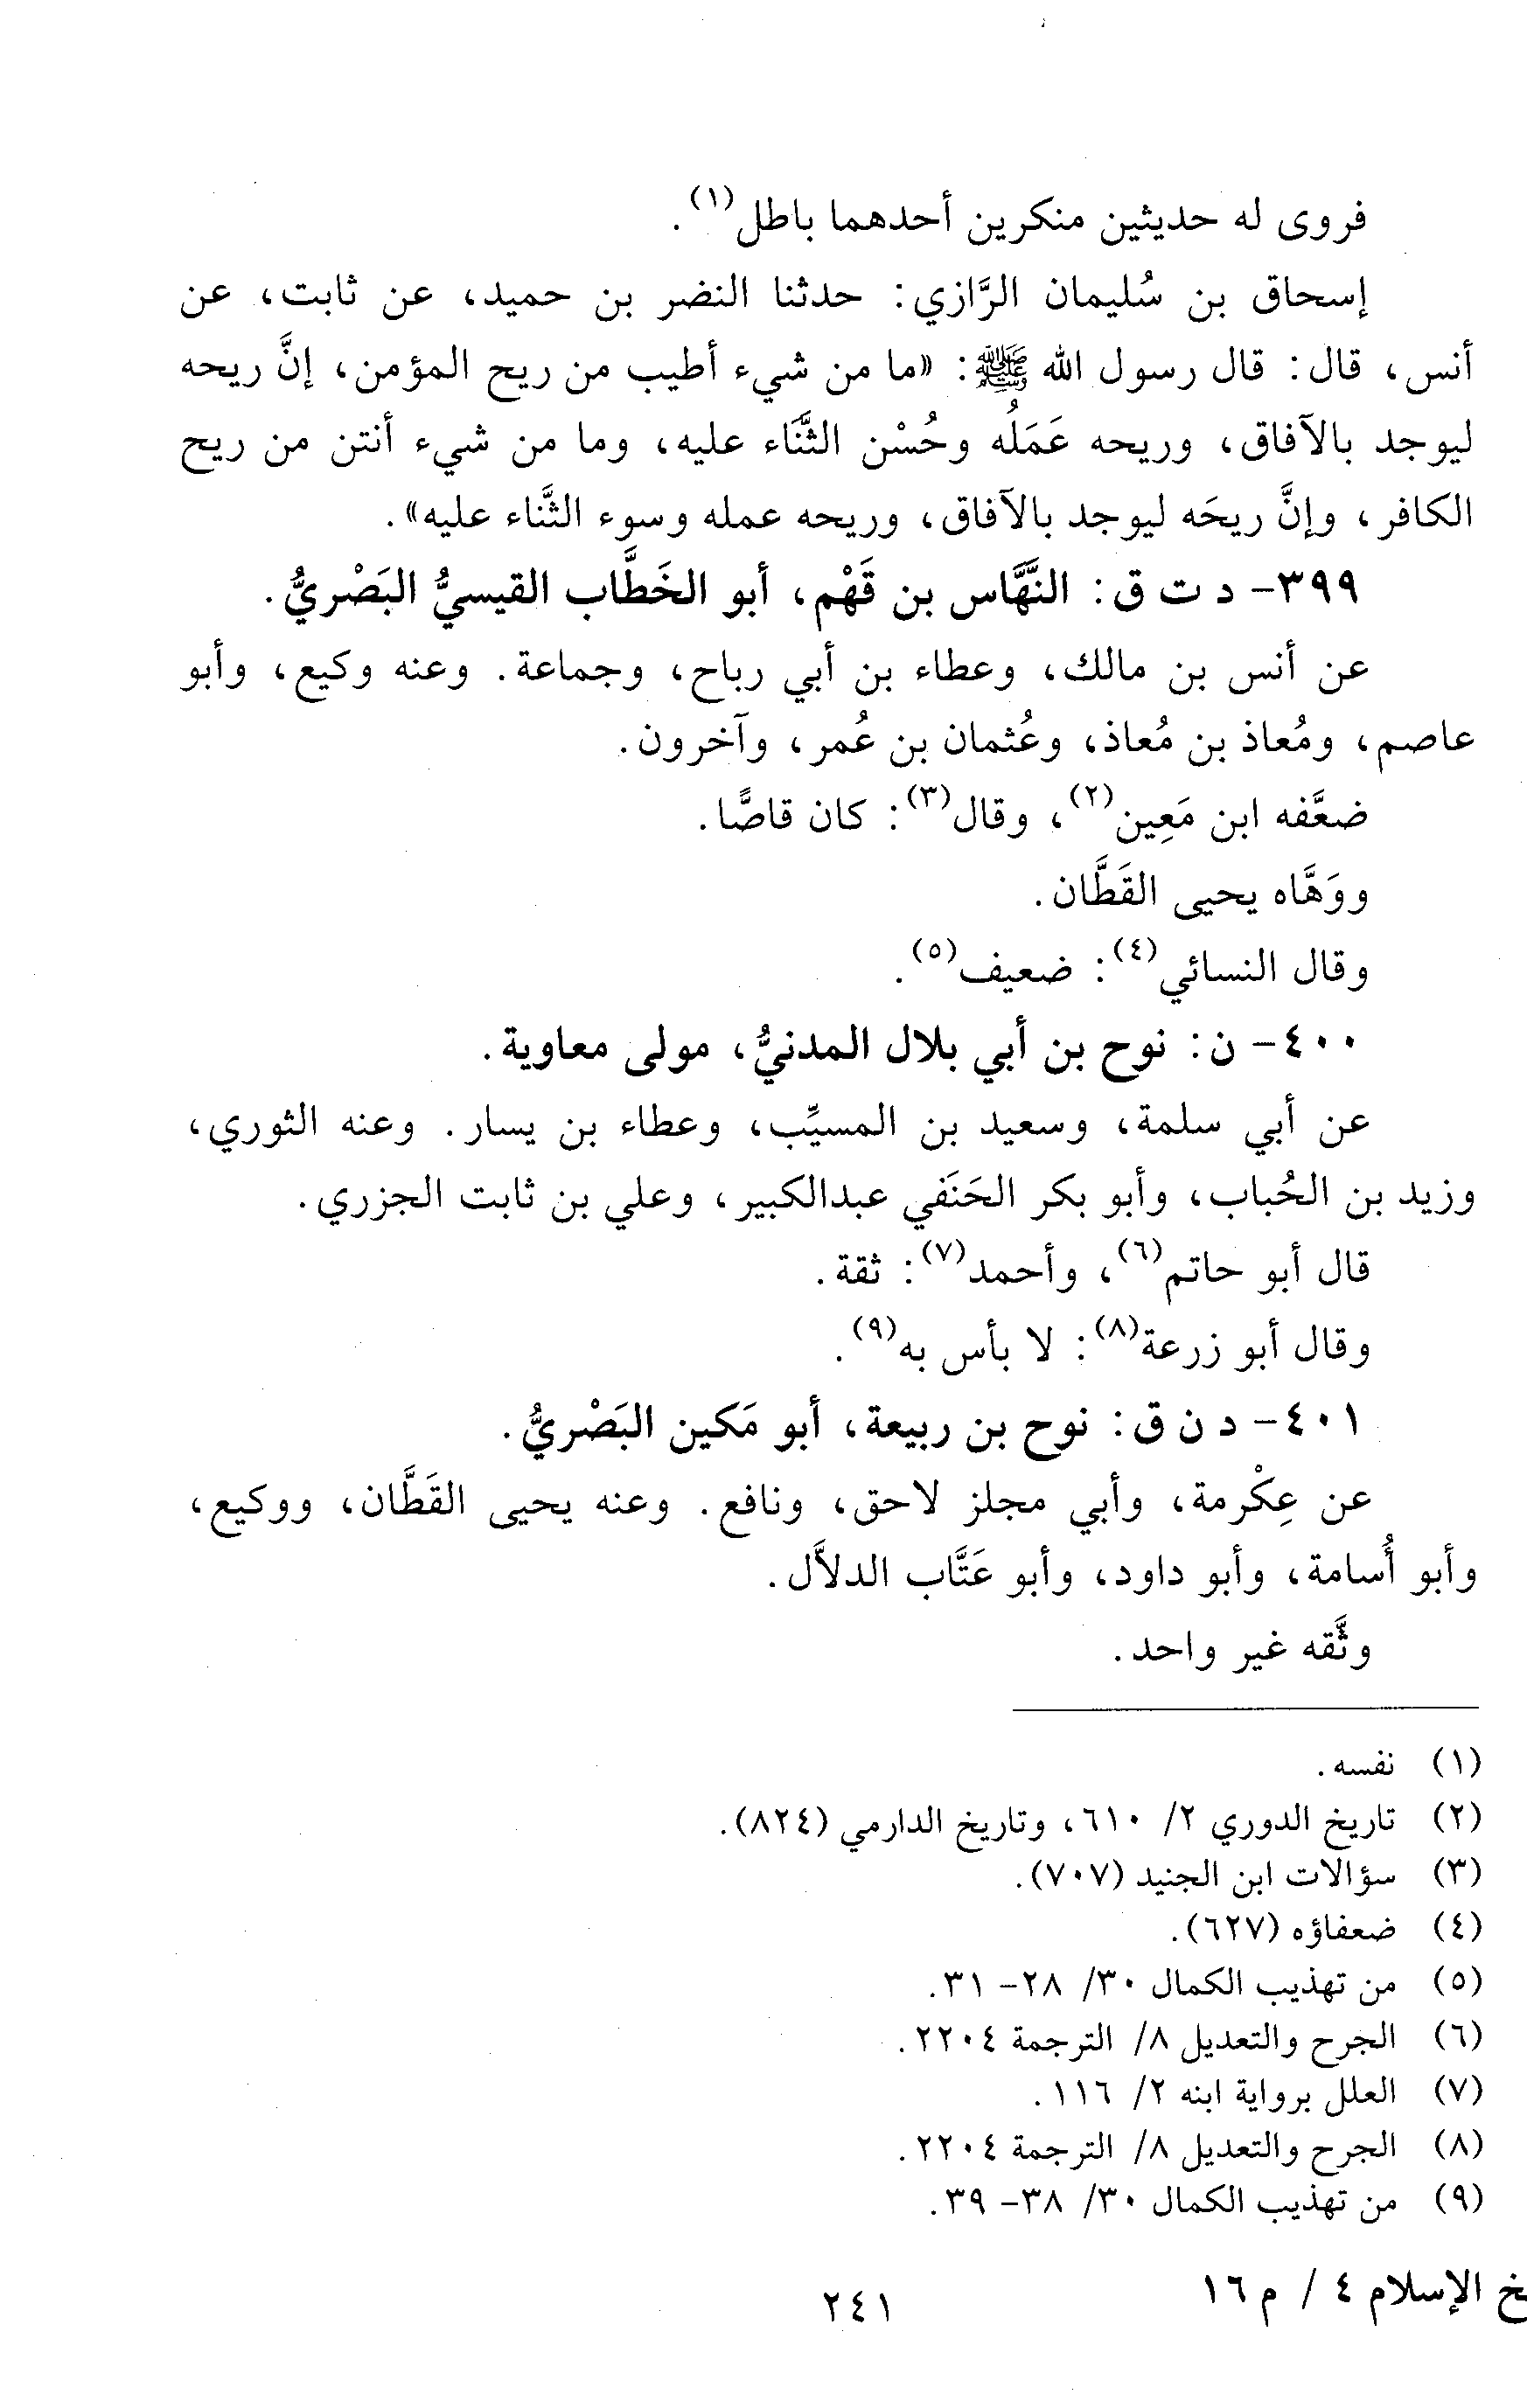 فروى له حديثين منكرين أحدهما باطل(١).
إسحاق بن سُليمان الرَّازي: حدثنا النضر بن حميد، عن ثابت، عن
أنس، قال: قال رسول الله ﷺ: «ما من شيء أطيب من ريح المؤمن، إنَّ ريحه
ليوجد بالآفاق، وريحه عَمَلُه وحُسْن الثَّنَاء عليه، وما من شيء أنتن من ريح
الكافر، وإنَّ ريحَه ليوجد بالآفاق، وريحه عمله وسوء الثَّناء عليه».
٣٩٩- د ت ق: النَّهَّاس بن قَهْم، أبو الخَطَّاب القيسيُّ البَصْريُّ.
عن أنس بن مالك، وعطاء بن أبي رباح، وجماعة. وعنه وكيع، وأبو
عاصم، ومُعاذ بن مُعاذ، وعُثمان بن عُمر، وآخرون.
ضعَّفه ابن مَعِين(٢)، وقال(٣): كان قاصًّا.
ووَهَّاه يحيى القَطَّان.
وقال النسائي(٤): ضعيف(٥).
٤٠٠- ن: نوح بن أبي بلال المدنيُّ، مولى معاوية.
عن أبي سلمة، وسعيد بن المسيِّب، وعطاء بن يسار. وعنه الثوري،
وزيد بن الحُباب، وأبو بكر الحَنَفي عبدالكبير، وعلي بن ثابت الجزري.
قال أبو حاتم(٦)، وأحمد(٧): ثقة.
وقال أبو زرعة(٨): لا بأس به(٩).
٤٠١- د ن ق: نوح بن ربيعة، أبو مَكين البَصْريُّ.
عن عِكْرمة، وأبي مجلز لاحق، ونافع. وعنه يحيى القَطَّان، ووكيع،
وأبو أُسامة، وأبو داود، وأبو عَتَّاب الدلاَّل.
وثَّقه غير واحد.
(١) نفسه.
(٢) تاريخ الدوري ٢/ ٦١٠، وتاريخ الدارمي (٨٢٤).
(٣) سؤالات ابن الجنيد (٧٠٧).
(٤) ضعفاؤه (٦٢٧).
(٥) من تهذيب الكمال ٣٠/ ٢٨- ٣١.
(٦) الجرح والتعديل ٨/ الترجمة ٢٢٠٤.
(٧) العلل برواية ابنه ٢/ ١١٦.
(٨) الجرح والتعديل ٨/ الترجمة ٢٢٠٤.
(٩) من تهذيب الكمال ٣٠/ ٣٨- ٣٩.
يخ الإسلام ٤ / م ١٦
٢٤١